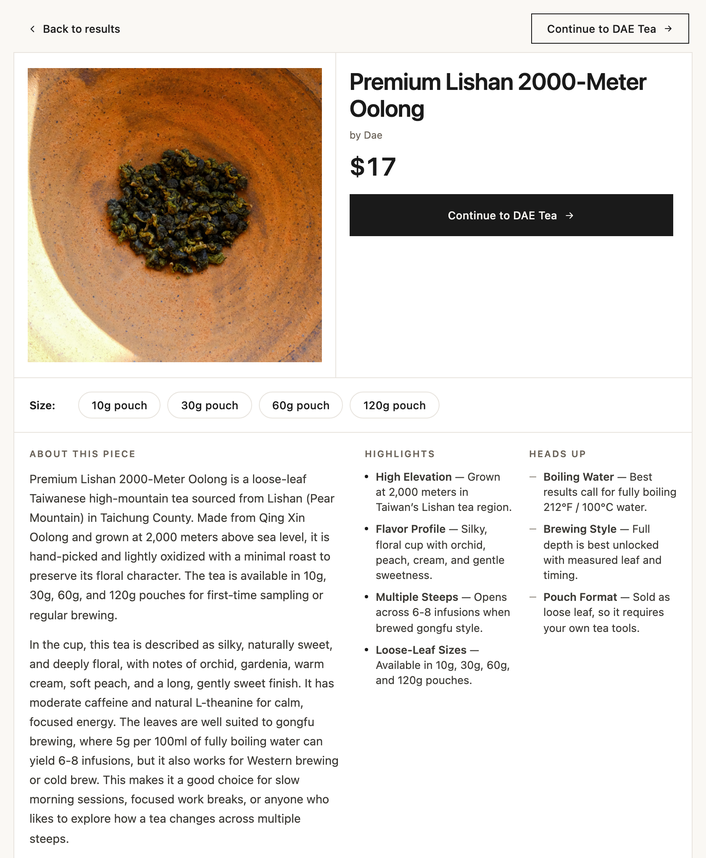 Back to results
Continue to DAE Tea →
Premium Lishan 2000-Meter
Oolong
by Dae
$17
Continue to DAE Tea →
Size:
10g pouch
30g pouch
60g pouch
120g pouch
ABOUT THIS PIECE
Premium Lishan 2000-Meter Oolong is a loose-leaf
Taiwanese high-mountain tea sourced from Lishan (Pear
Mountain) in Taichung County. Made from Qing Xin
Oolong and grown at 2,000 meters above sea level, it is
hand-picked and lightly oxidized with a minimal roast to
preserve its floral character. The tea is available in 10g,
30g, 60g, and 120g pouches for first-time sampling or
regular brewing.
In the cup, this tea is described as silky, naturally sweet,
and deeply floral, with notes of orchid, gardenia, warm
cream, soft peach, and a long, gently sweet finish. It has
moderate caffeine and natural L-theanine for calm,
focused energy. The leaves are well suited to gongfu
brewing, where 5g per 100ml of fully boiling water can
yield 6-8 infusions, but it also works for Western brewing
or cold brew. This makes it a good choice for slow
morning sessions, focused work breaks, or anyone who
likes to explore how a tea changes across multiple
steeps.
HIGHLIGHTS
• High Elevation — Grown
at 2,000 meters in
Taiwan's Lishan tea region.
• Flavor Profile — Silky,
floral cup with orchid,
peach, cream, and gentle
sweetness.
• Multiple Steeps — Opens
across 6-8 infusions when
brewed gongfu style.
• Loose-Leaf Sizes —
Available in 10g, 30g, 60g,
and 120g pouches.
HEADS UP
— Boiling Water — Best
results call for fully boiling
212°F / 100°C water.
— Brewing Style — Full
depth is best unlocked
with measured leaf and
timing.
— Pouch Format — Sold as
loose leaf, so it requires
your own tea tools.